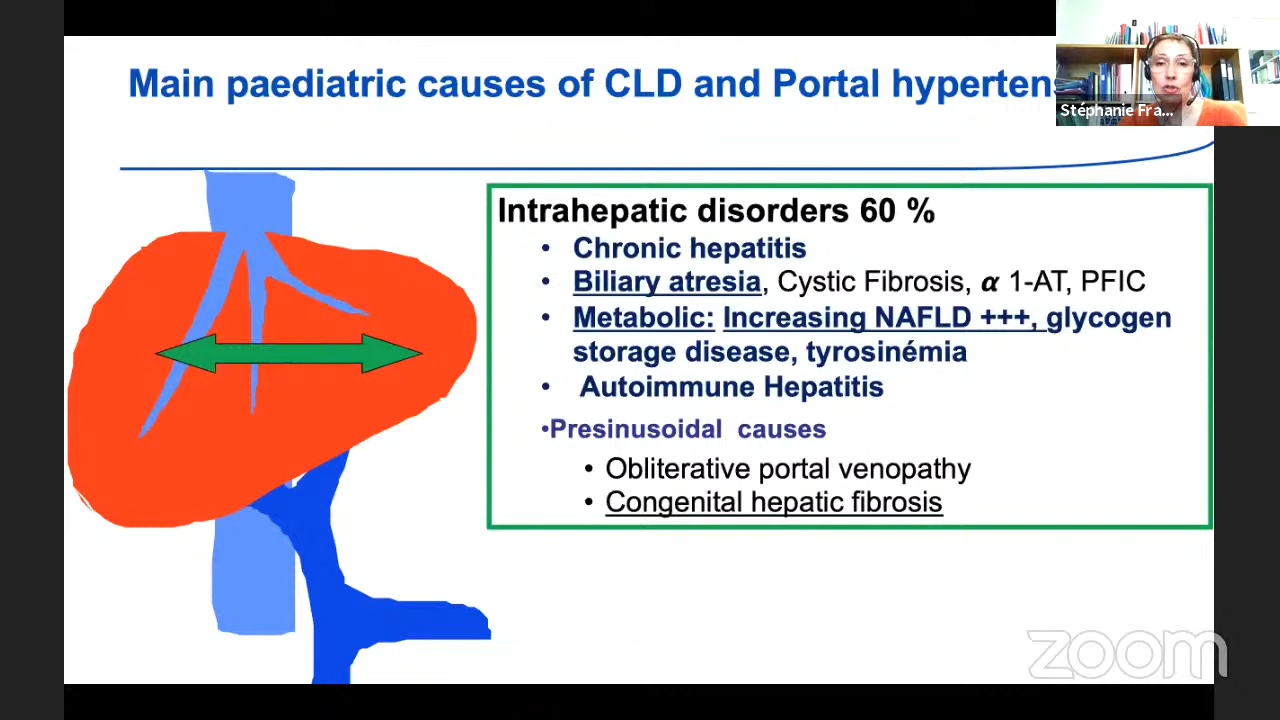 Main paediatric causes of CLD and Portal hyperten
Stéphanie Fra...
Intrahepatic disorders 60 %
• Chronic hepatitis
• Biliary atresia, Cystic Fibrosis, α 1-AT, PFIC
• Metabolic: Increasing NAFLD +++, glycogen
storage disease, tyrosinémia
• Autoimmune Hepatitis
•Presinusoidal causes
• Obliterative portal venopathy
• Congenital hepatic fibrosis
zoom